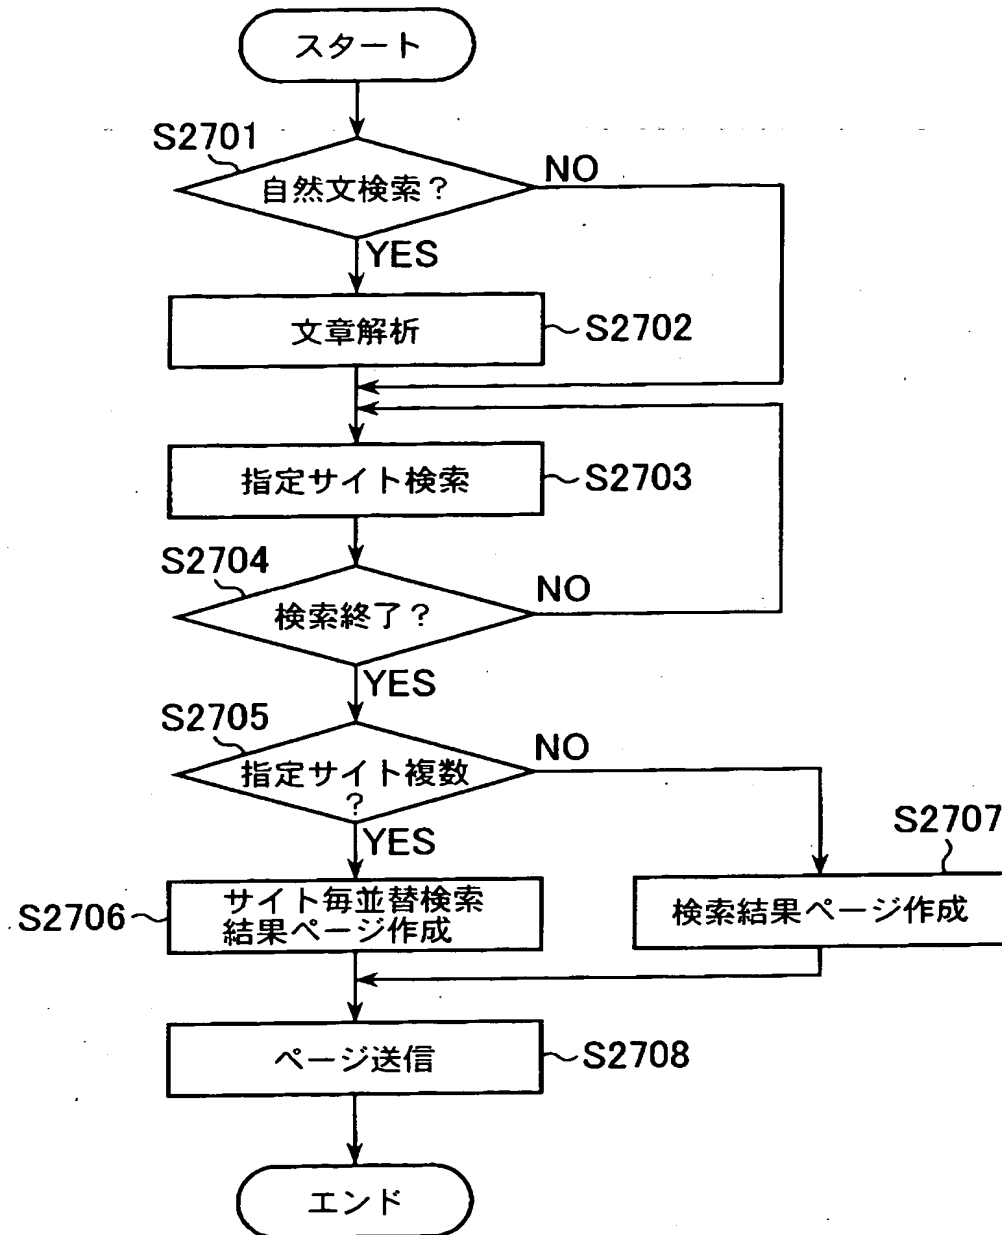 スタート
S2701
自然文検索?
NO
YES
文章解析
S2702
指定サイト検索
S2703
S2704
検索終了?
NO
YES
S2705
指定サイト複数
?
NO
YES
S2707
S2706
サイト毎並替検索
結果ページ作成
検索結果ページ作成
ページ送信
S2708
エンド